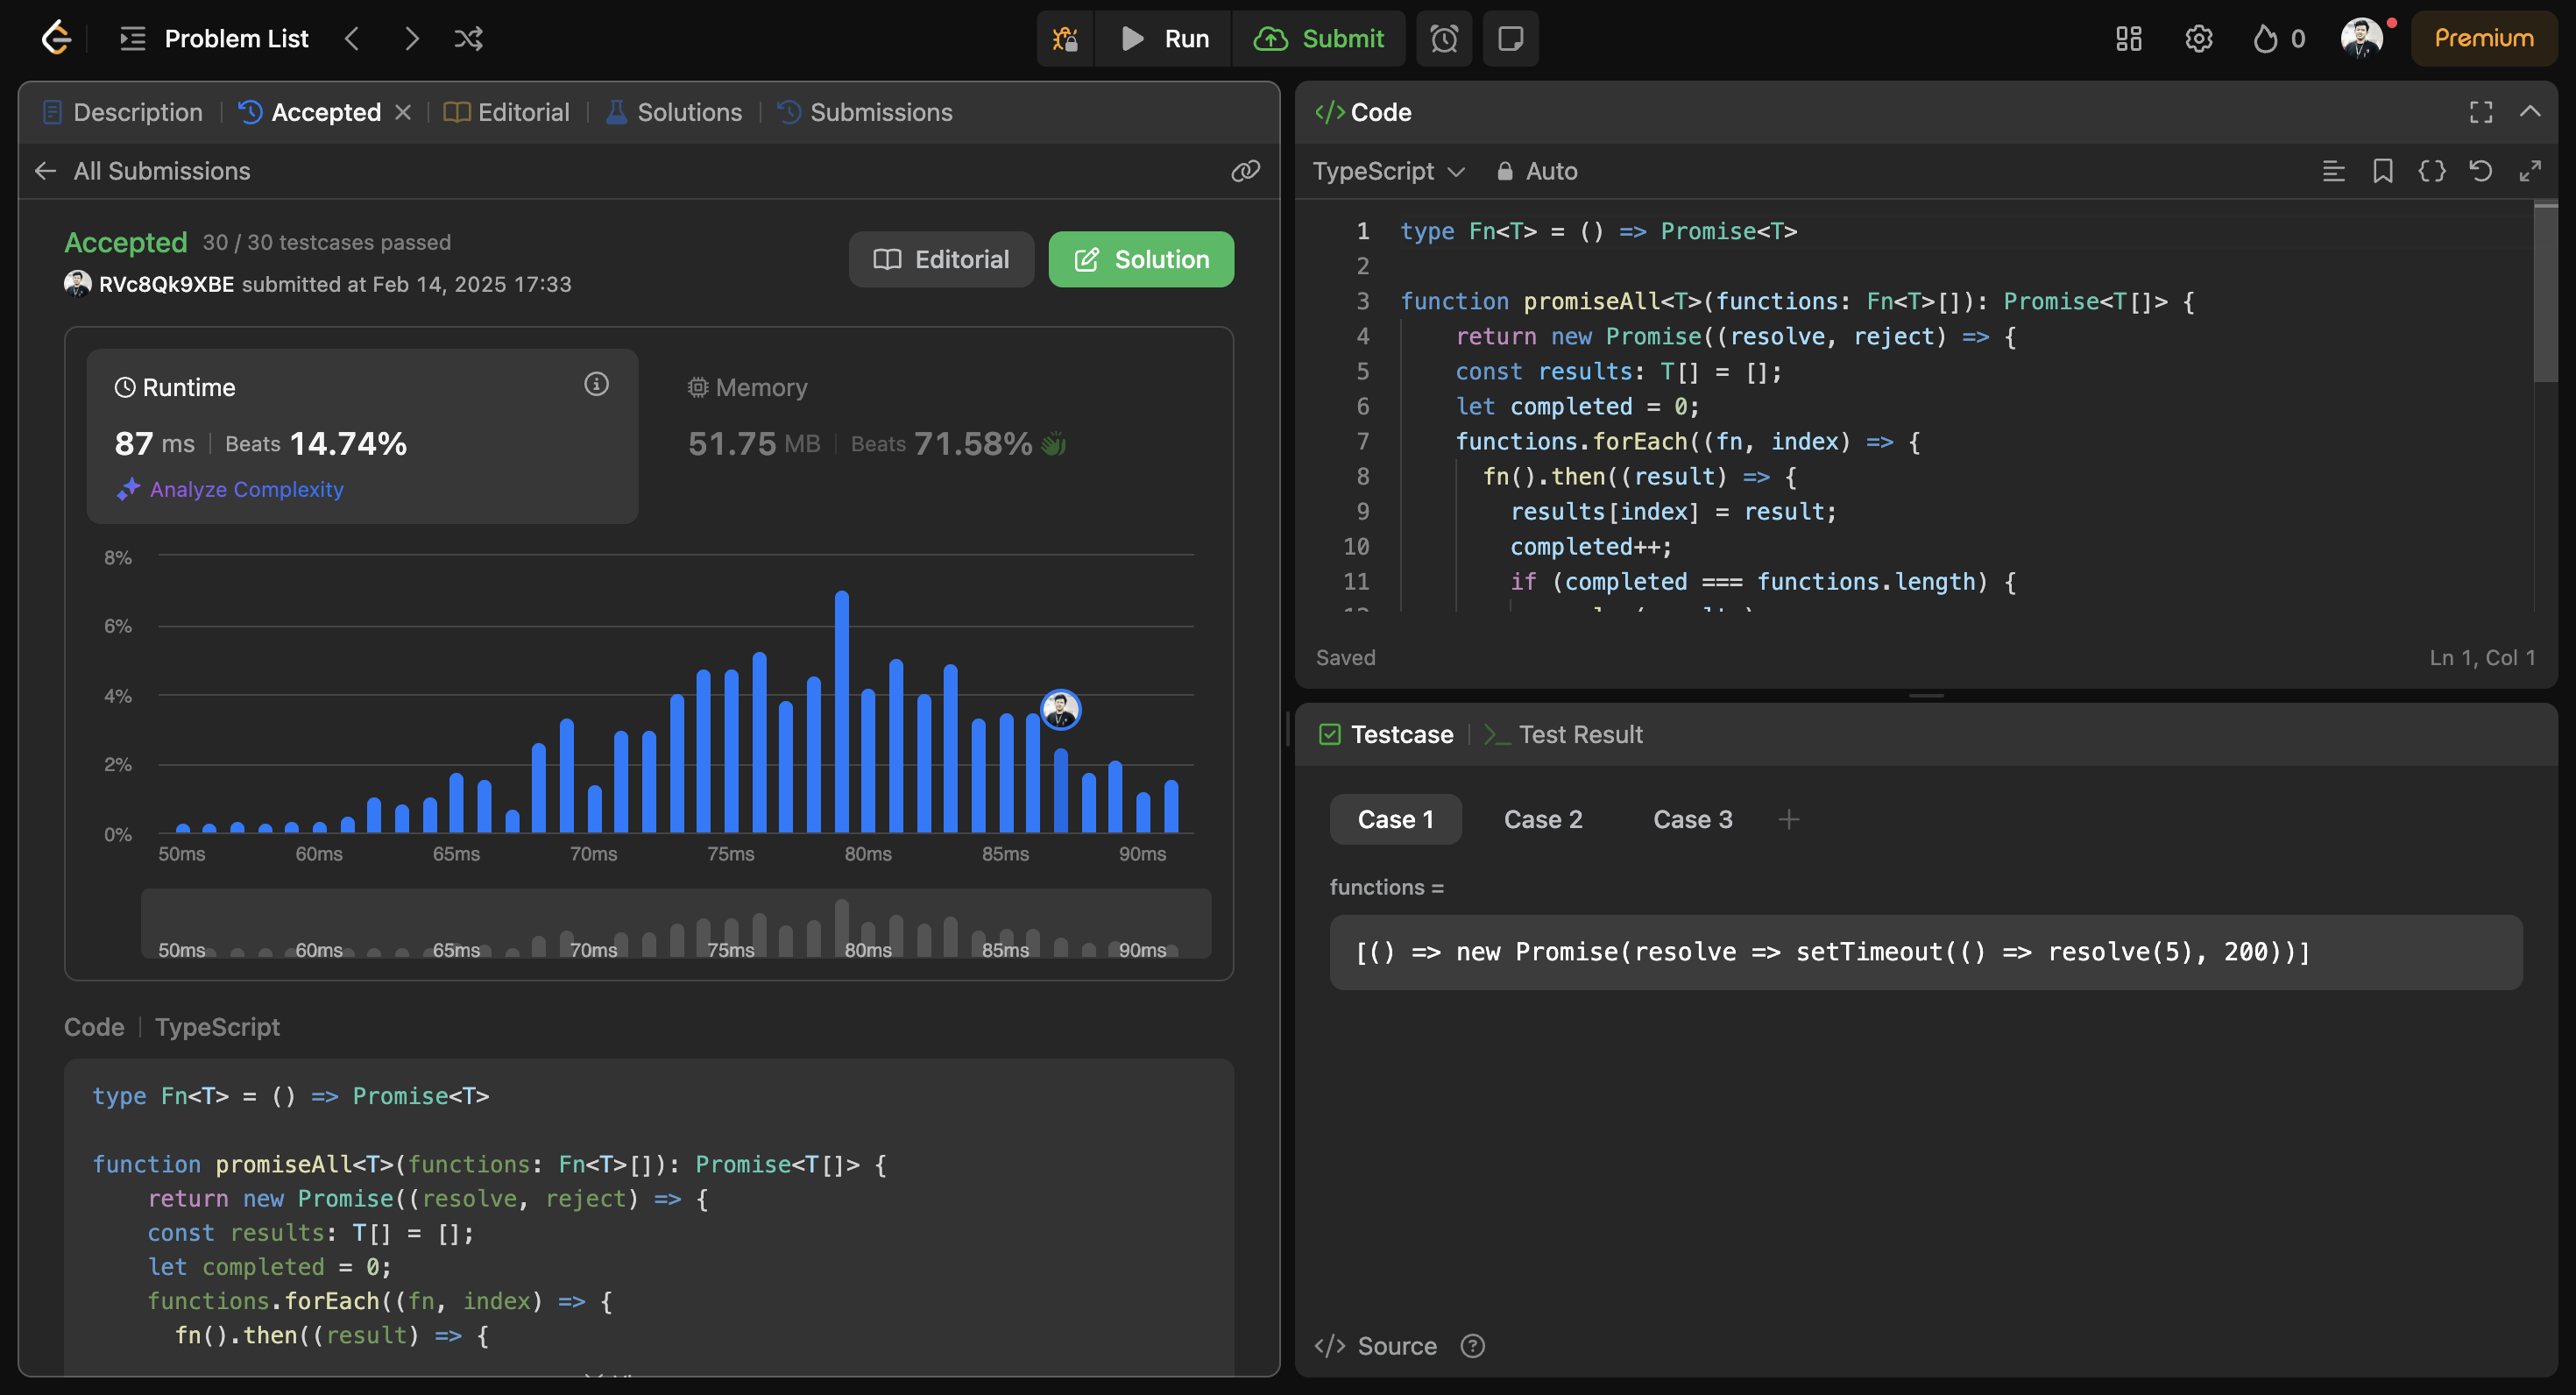 Problem List
Run
Submit
0
Premium
Description
Accepted
Editorial
Solutions
Submissions
All Submissions
Accepted 30 / 30 testcases passed
RVc8Qk9XBE submitted at Feb 14, 2025 17:33
Editorial
Solution
Runtime
87 ms Beats 14.74%
Analyze Complexity
Memory
51.75 MB Beats 71.58%
8%
6%
4%
2%
0%
50ms 60ms 65ms 70ms 75ms 80ms 85ms 90ms
50ms 60ms 65ms 70ms 75ms 80ms 85ms 90ms
Code TypeScript
type Fn<T> = () => Promise<T>
function promiseAll<T>(functions: Fn<T>[]): Promise<T[]> {
return new Promise((resolve, reject) => {
const results: T[] = [];
let completed = 0;
functions.forEach((fn, index) => {
fn().then((result) => {
</> Code
TypeScript Auto
1 type Fn<T> = () => Promise<T>
2
3 function promiseAll<T>(functions: Fn<T>[]): Promise<T[]> {
4 return new Promise((resolve, reject) => {
5 const results: T[] = [];
6 let completed = 0;
7 functions.forEach((fn, index) => {
8 fn().then((result) => {
9 results[index] = result;
10 completed++;
11 if (completed === functions.length) {
Saved
Ln 1, Col 1
Testcase
Test Result
Case 1 Case 2 Case 3 +
functions =
[() => new Promise(resolve => setTimeout(() => resolve(5), 200))]
</> Source ?